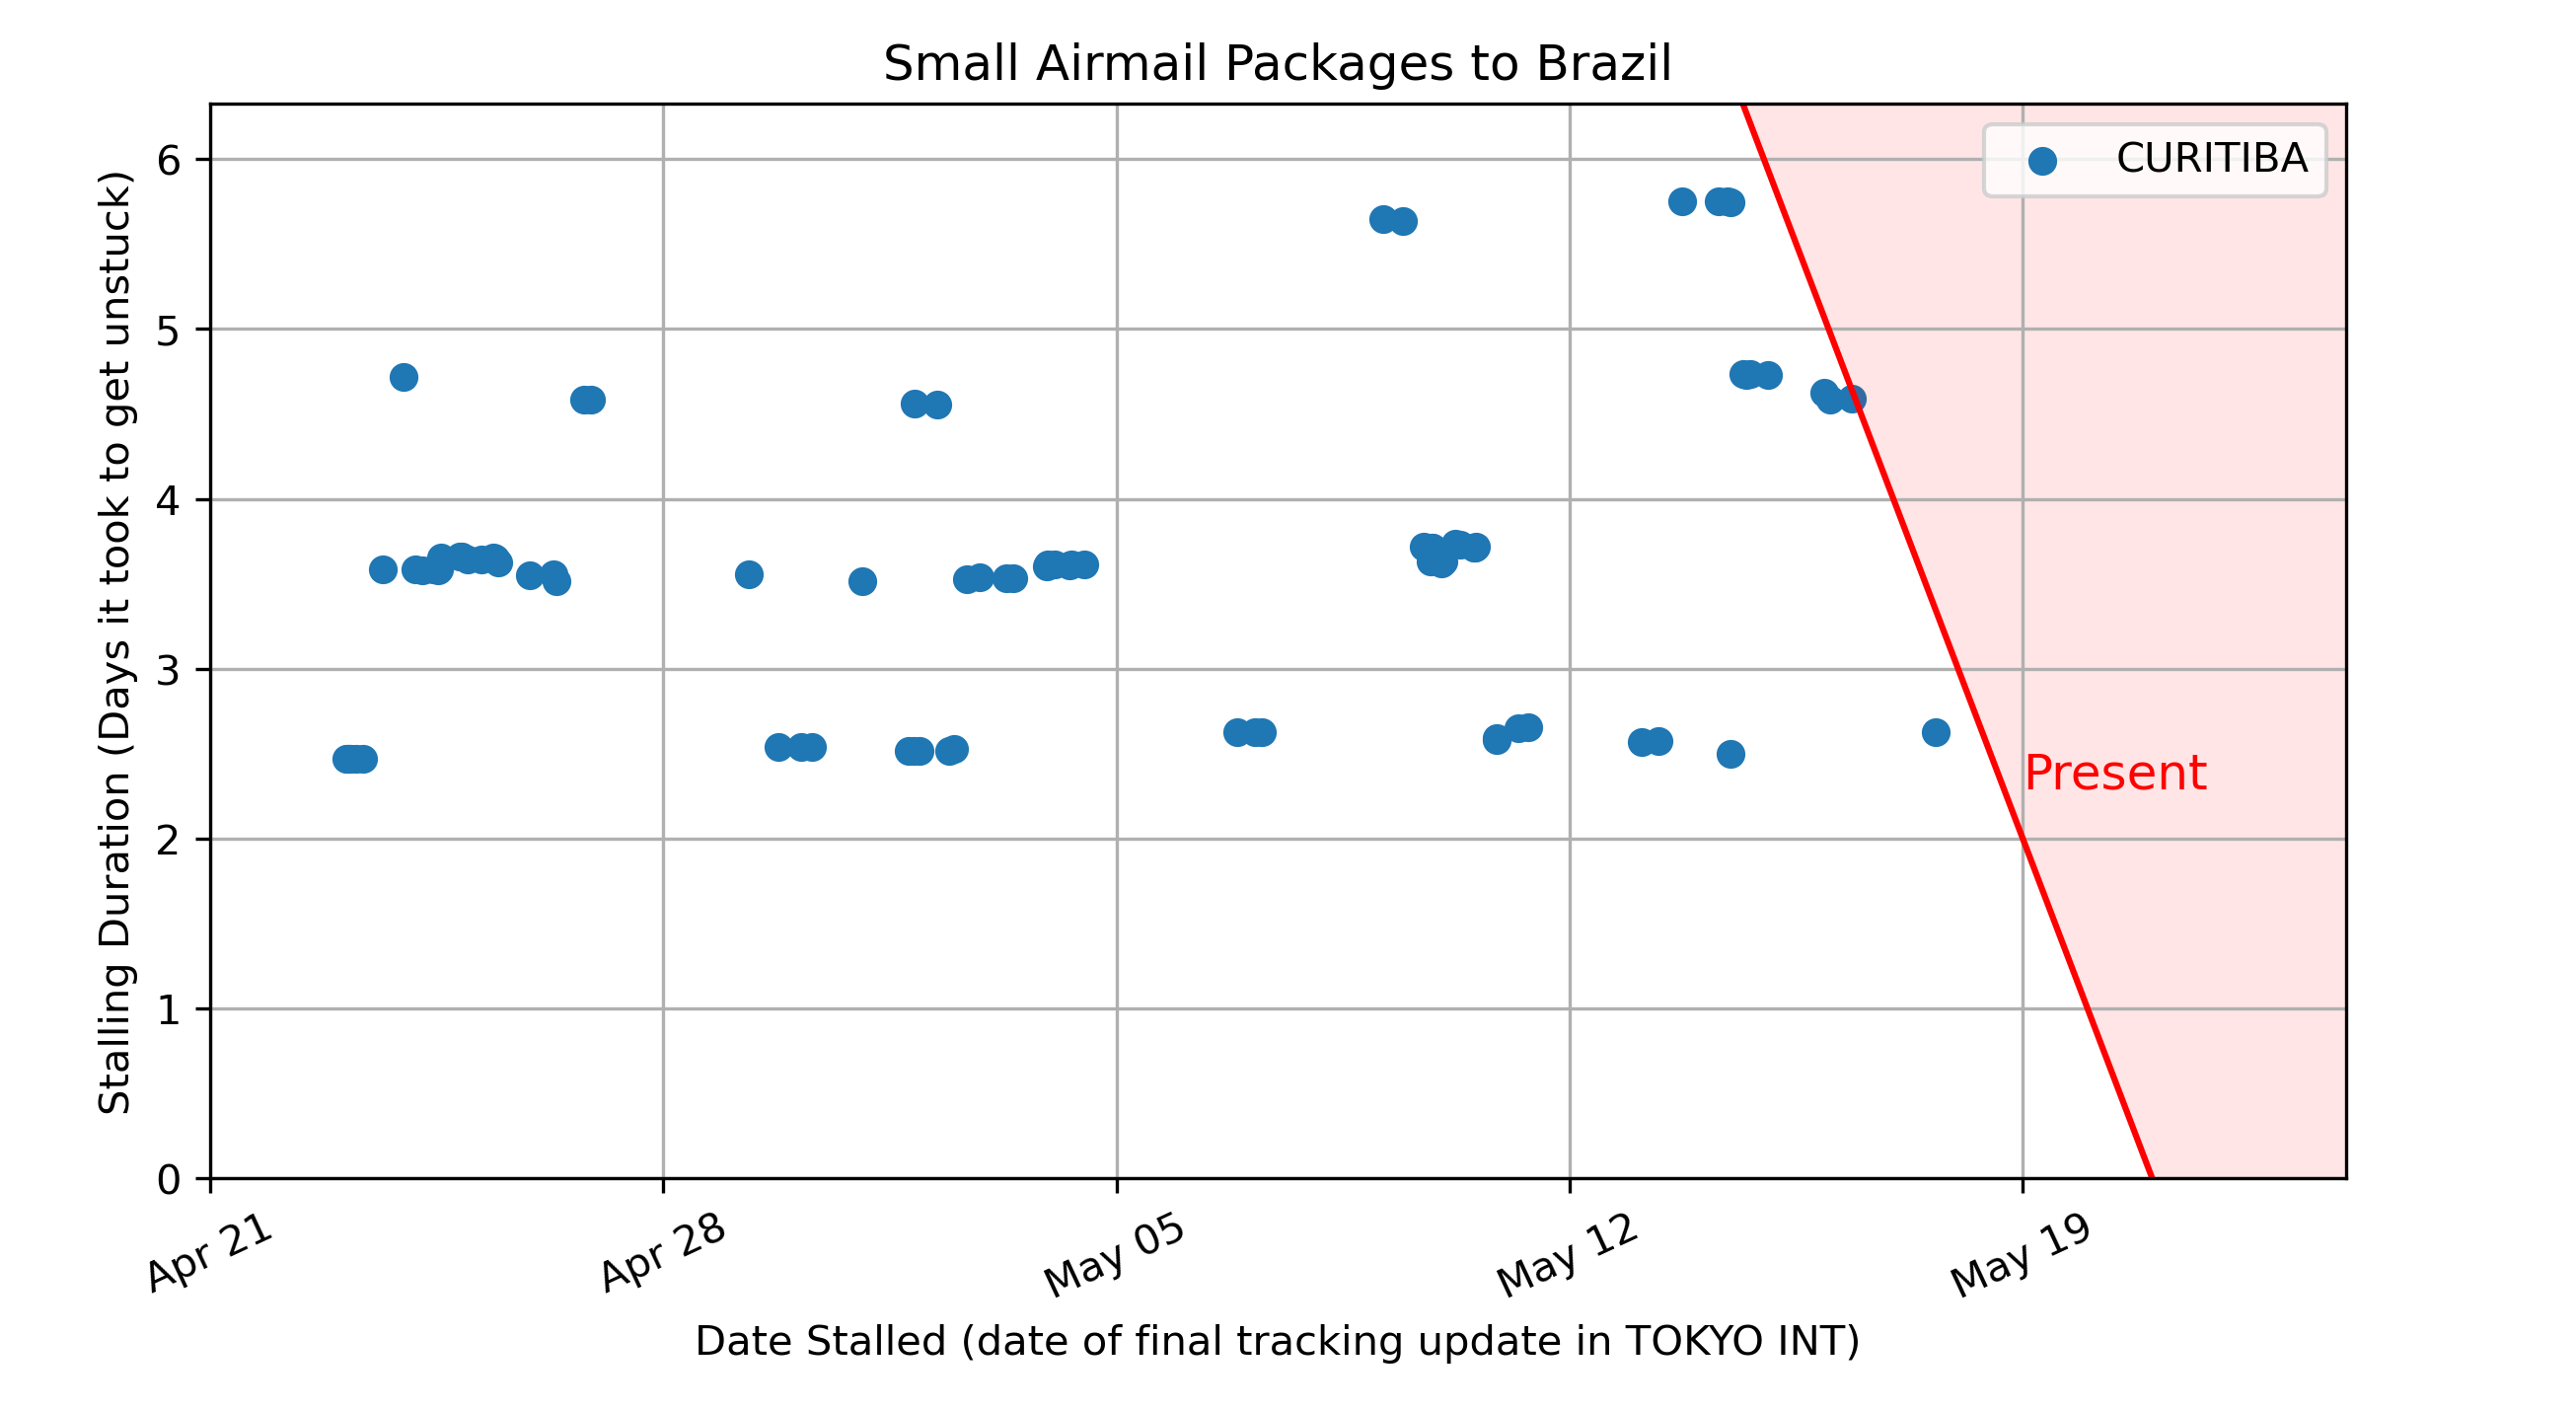 Small Airmail Packages to Brazil
CURITIBA
Stalling Duration (Days it took to get unstuck)
6
5
4
3
2
1
0
Present
Apr 21
Apr 28
May 05
May 12
May 19
Date Stalled (date of final tracking update in TOKYO INT)